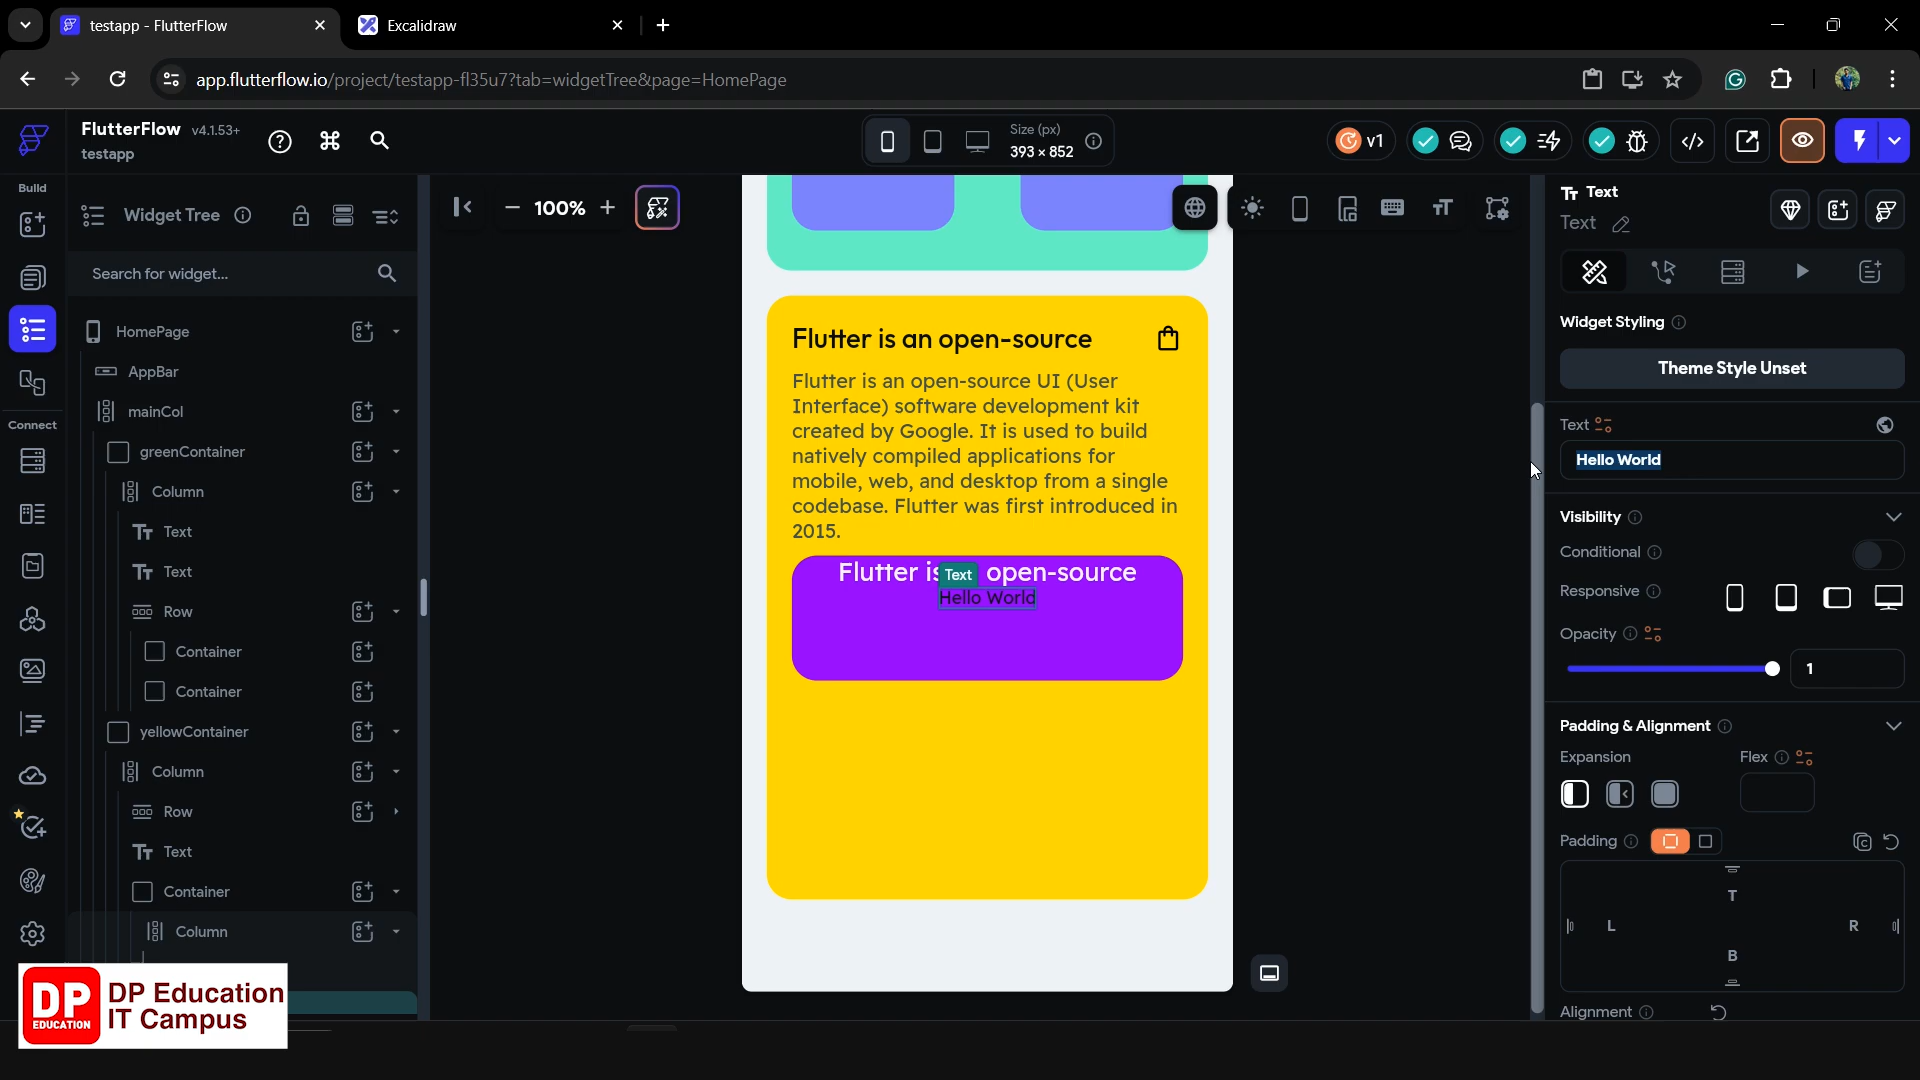 testapp - FlutterFlow
Excalidraw
app.flutterflow.io/project/testapp-fl35u7?tab=widgetTree&page=HomePage
FlutterFlow v4.1.53+
testapp
Size (px)
393 × 852
v1
Build
Widget Tree
100%
Text
Text
Search for widget...
Widget Styling
Theme Style Unset
HomePage
AppBar
mainCol
Connect
greenContainer
Column
Text
Text
Row
Container
Container
yellowContainer
Column
Row
Text
Container
Column
Flutter is an open-source
Flutter is an open-source UI (User
Interface) software development kit
created by Google. It is used to build
natively compiled applications for
mobile, web, and desktop from a single
codebase. Flutter was first introduced in
2015.
Flutter is open-source
Text
Hello World
Text
Hello World
Visibility
Conditional
Responsive
Opacity
1
Padding & Alignment
Expansion
Flex
Padding
T
L
R
B
Alignment
DP
EDUCATION
DP Education
IT Campus